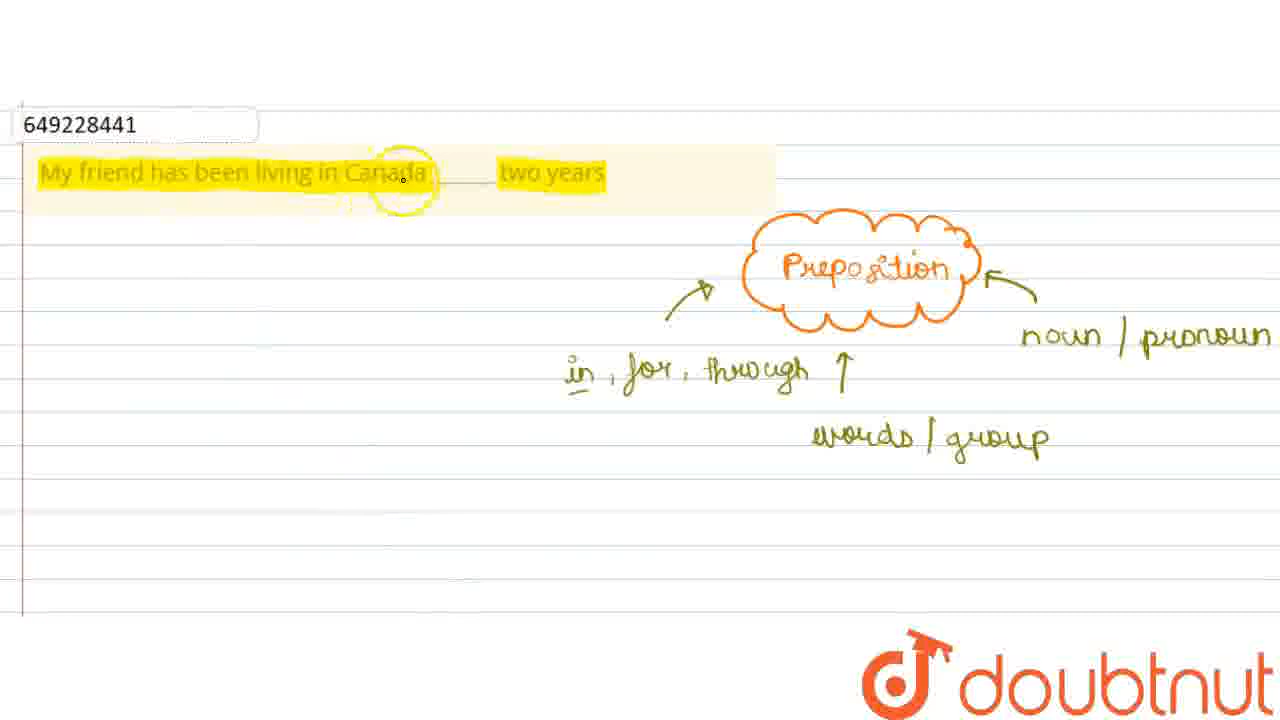 649228441
My friend has been living in Canada ______ two years
Preposition
noun / pronoun
in, for, through
words / group
doubtnut